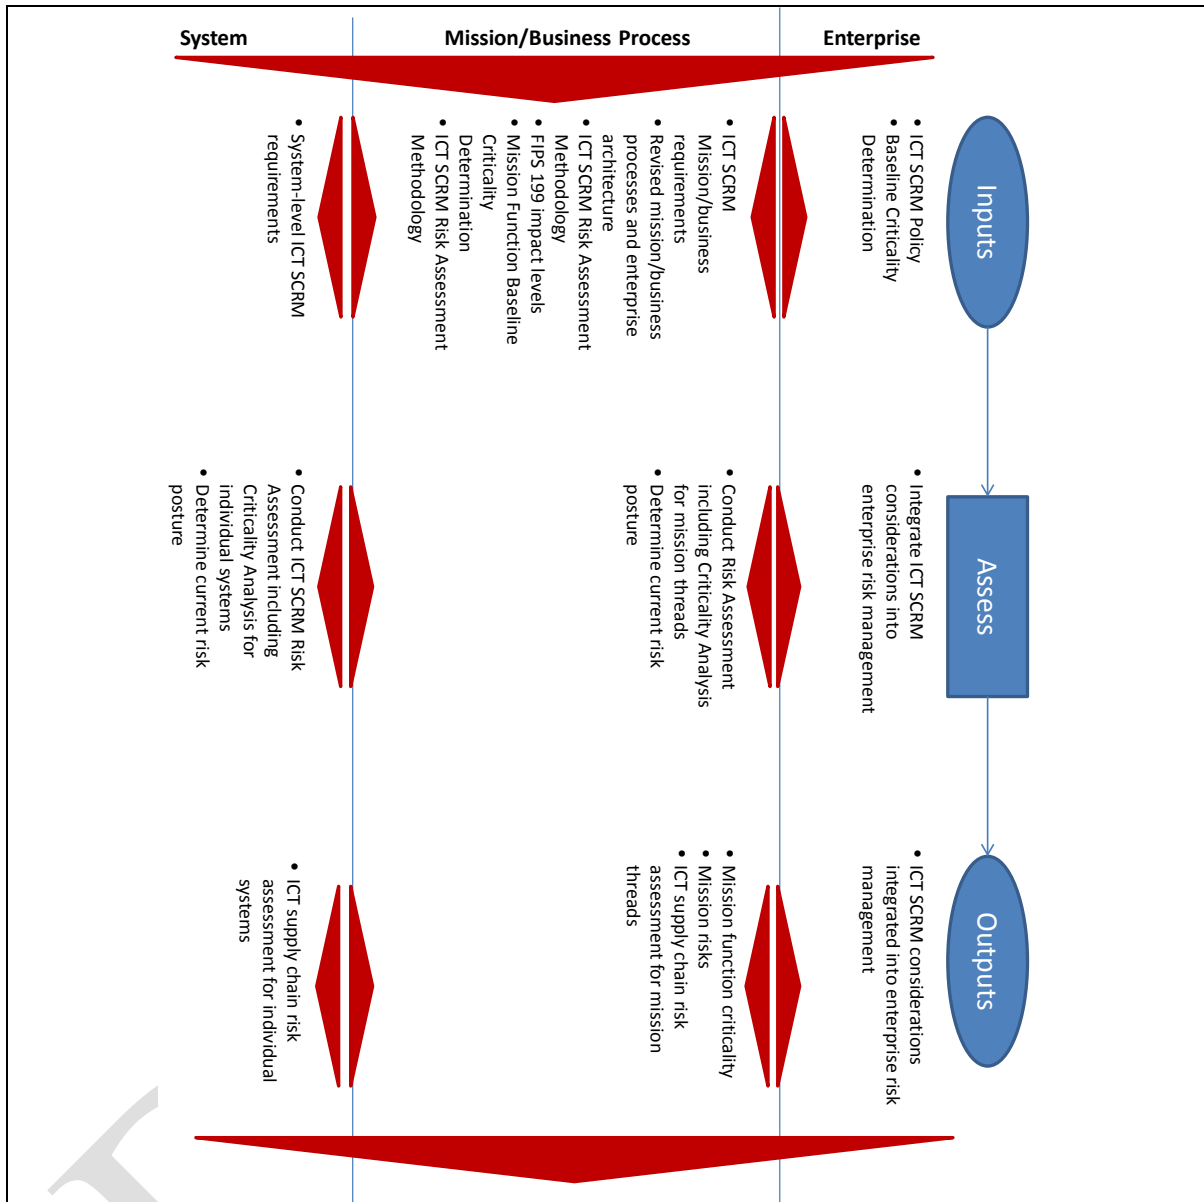 System
Mission/Business Process
Enterprise
Inputs
Assess
Outputs
• ICT SCRM Policy
• Baseline Criticality
Determination
• Integrate ICT SCRM
considerations into
enterprise risk management
• ICT SCRM considerations
integrated into enterprise risk
management
• ICT SCRM
Mission/business
requirements
• Revised mission/business
processes and enterprise
architecture
• ICT SCRM Risk Assessment
Methodology
• FIPS 199 impact levels
• Mission Function Baseline
Criticality
Determination
• ICT SCRM Risk Assessment
Methodology
• Conduct Risk Assessment
including Criticality Analysis
for mission threads
• Determine current risk
posture
• Mission function criticality
• Mission risks
• ICT supply chain risk
assessment for mission
threads
• System-level ICT SCRM
requirements
• Conduct ICT SCRM Risk
Assessment including
Criticality Analysis for
individual systems
• Determine current risk
posture
• ICT supply chain risk
assessment for individual
systems